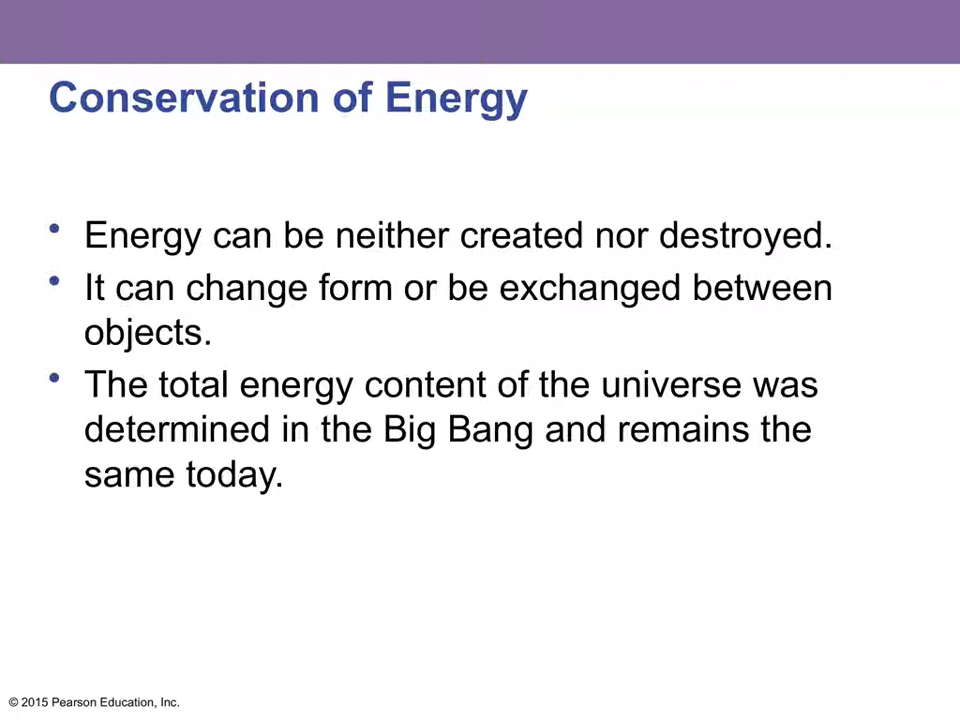 Conservation of Energy
• Energy can be neither created nor destroyed.
• It can change form or be exchanged between
objects.
• The total energy content of the universe was
determined in the Big Bang and remains the
same today.
© 2015 Pearson Education, Inc.